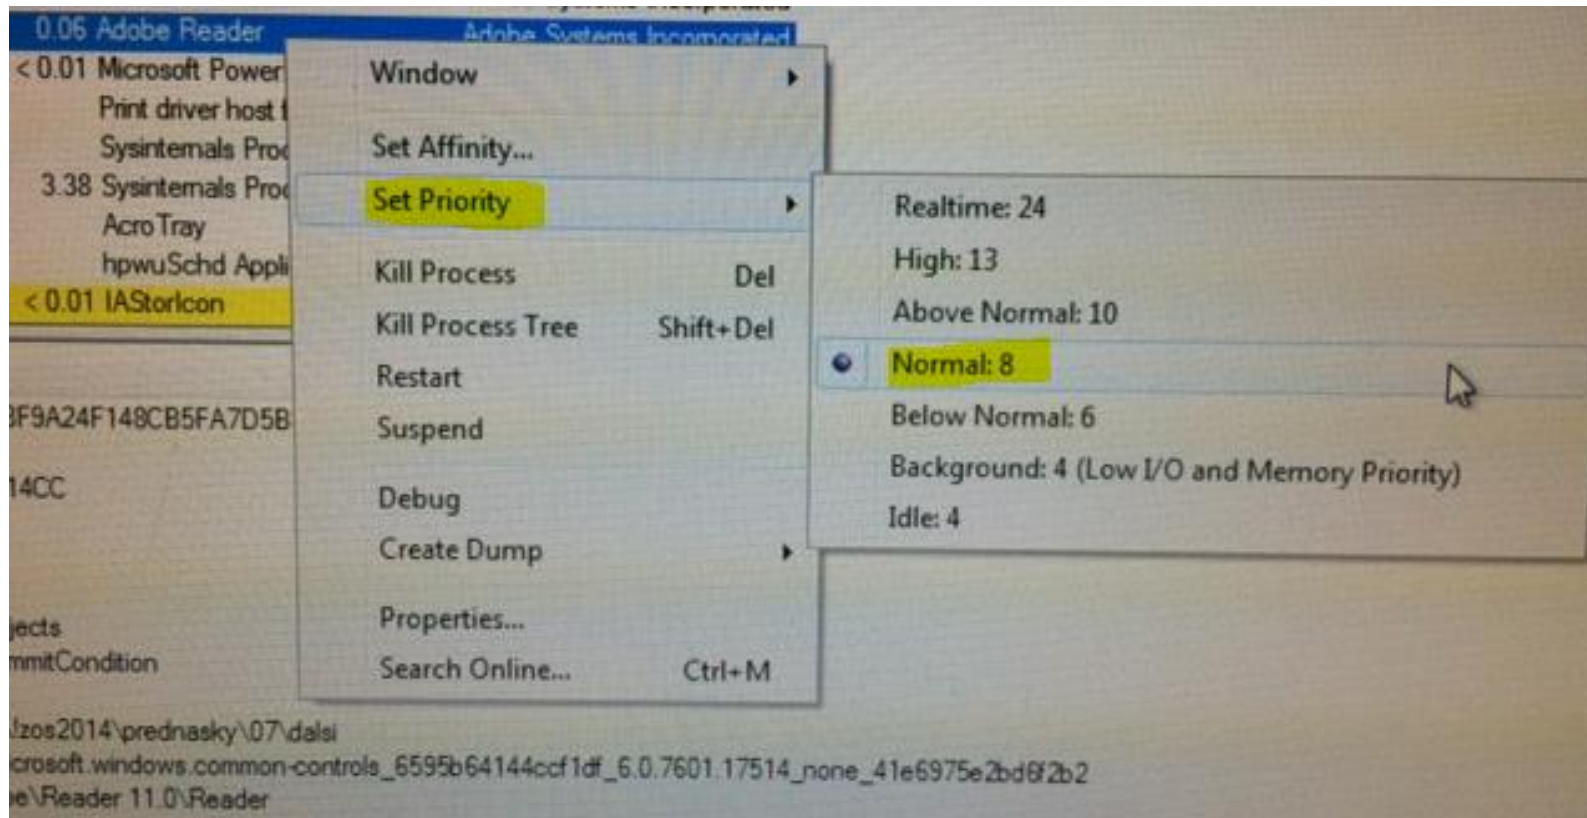 0.06 Adobe Reader Adobe Systems Incorporated
< 0.01 Microsoft Power
Print driver host f
Sysinternals Proc
3.38 Sysinternals Proc
AcroTray
hpwuSchd Appli
< 0.01 IAStorIcon
Window
Set Affinity...
Set Priority
Kill Process Del
Kill Process Tree Shift+Del
Restart
Suspend
Debug
Create Dump
Properties...
Search Online... Ctrl+M
Realtime: 24
High: 13
Above Normal: 10
Normal: 8
Below Normal: 6
Background: 4 (Low I/O and Memory Priority)
Idle: 4
F9A24F148CB5FA7D5B
14CC
jects
mmitCondition
!zos2014\prednasky\07\dalsi
crosoft.windows.common-controls_6595b64144ccf1df_6.0.7601.17514_none_41e6975e2bd6f2b2
e\Reader 11.0\Reader